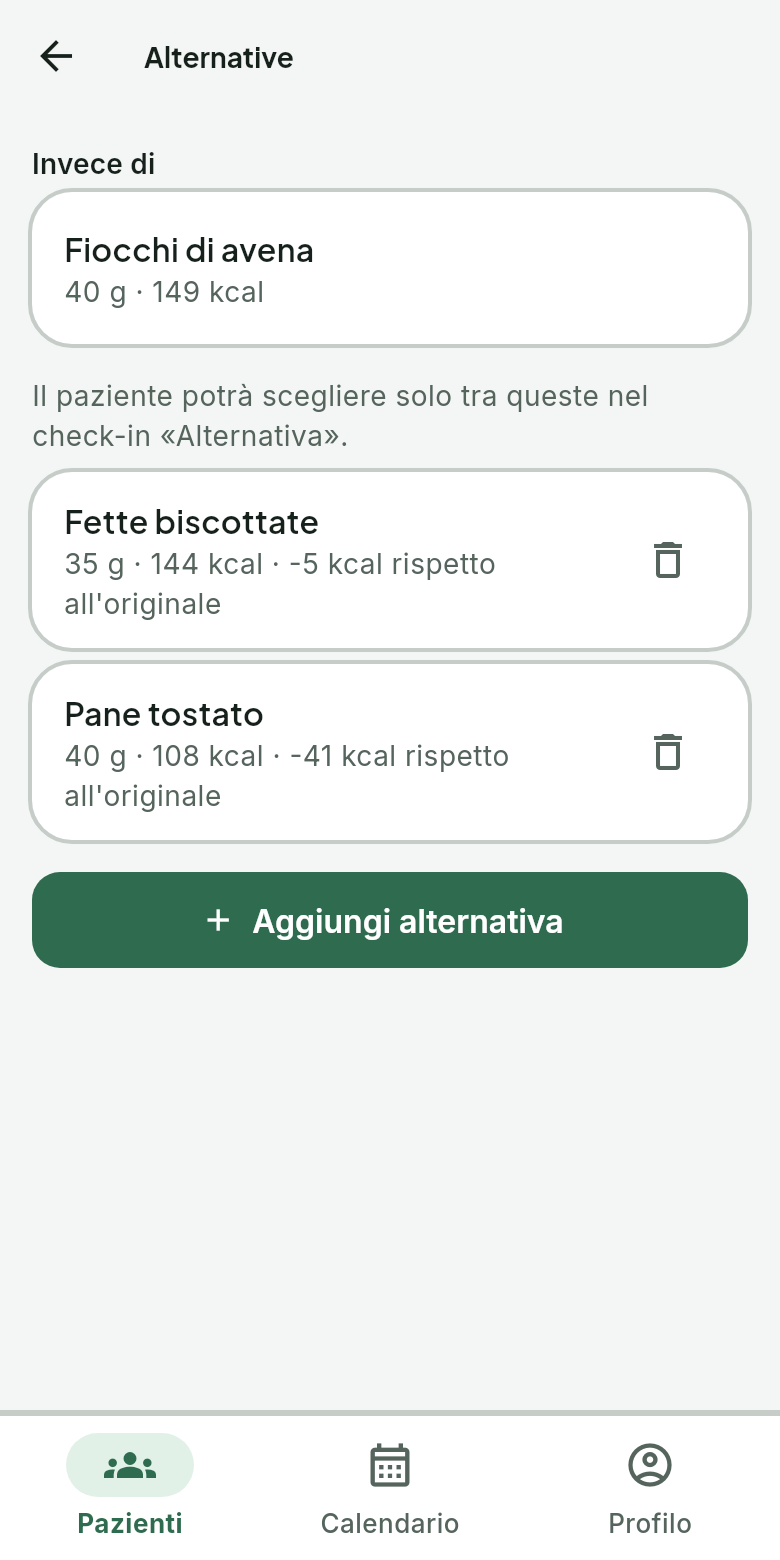 Alternative
Invece di
Fiocchi di avena
40 g · 149 kcal
Il paziente potrà scegliere solo tra queste nel
check-in «Alternativa».
Fette biscottate
35 g · 144 kcal · -5 kcal rispetto
all'originale
Pane tostato
40 g · 108 kcal · -41 kcal rispetto
all'originale
+ Aggiungi alternativa
Pazienti
Calendario
Profilo